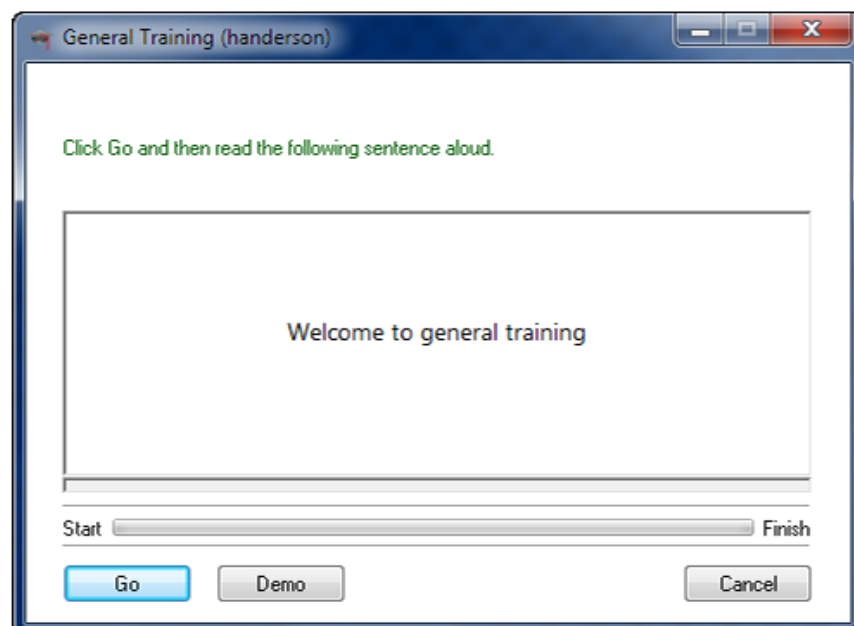 General Training (handerson)
Click Go and then read the following sentence aloud.
Welcome to general training
Start Finish
Go Demo Cancel